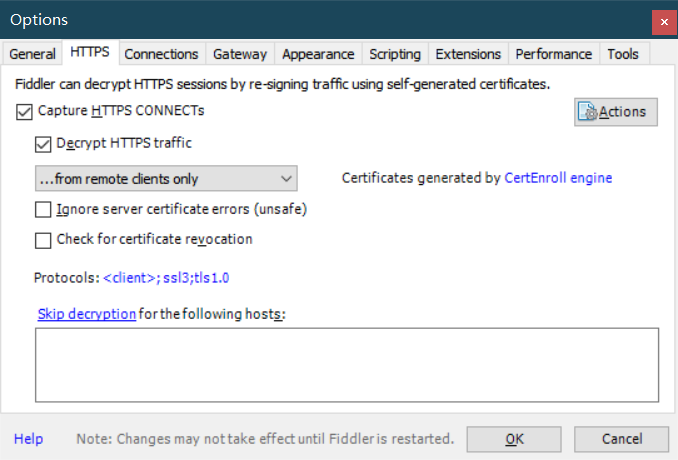 Options
General HTTPS Connections Gateway Appearance Scripting Extensions Performance Tools
Fiddler can decrypt HTTPS sessions by re-signing traffic using self-generated certificates.
Capture HTTPS CONNECTs Actions
Decrypt HTTPS traffic
...from remote clients only Certificates generated by CertEnroll engine
Ignore server certificate errors (unsafe)
Check for certificate revocation
Protocols: <client>; ssl3;tls1.0
Skip decryption for the following hosts:
Help Note: Changes may not take effect until Fiddler is restarted. OK Cancel